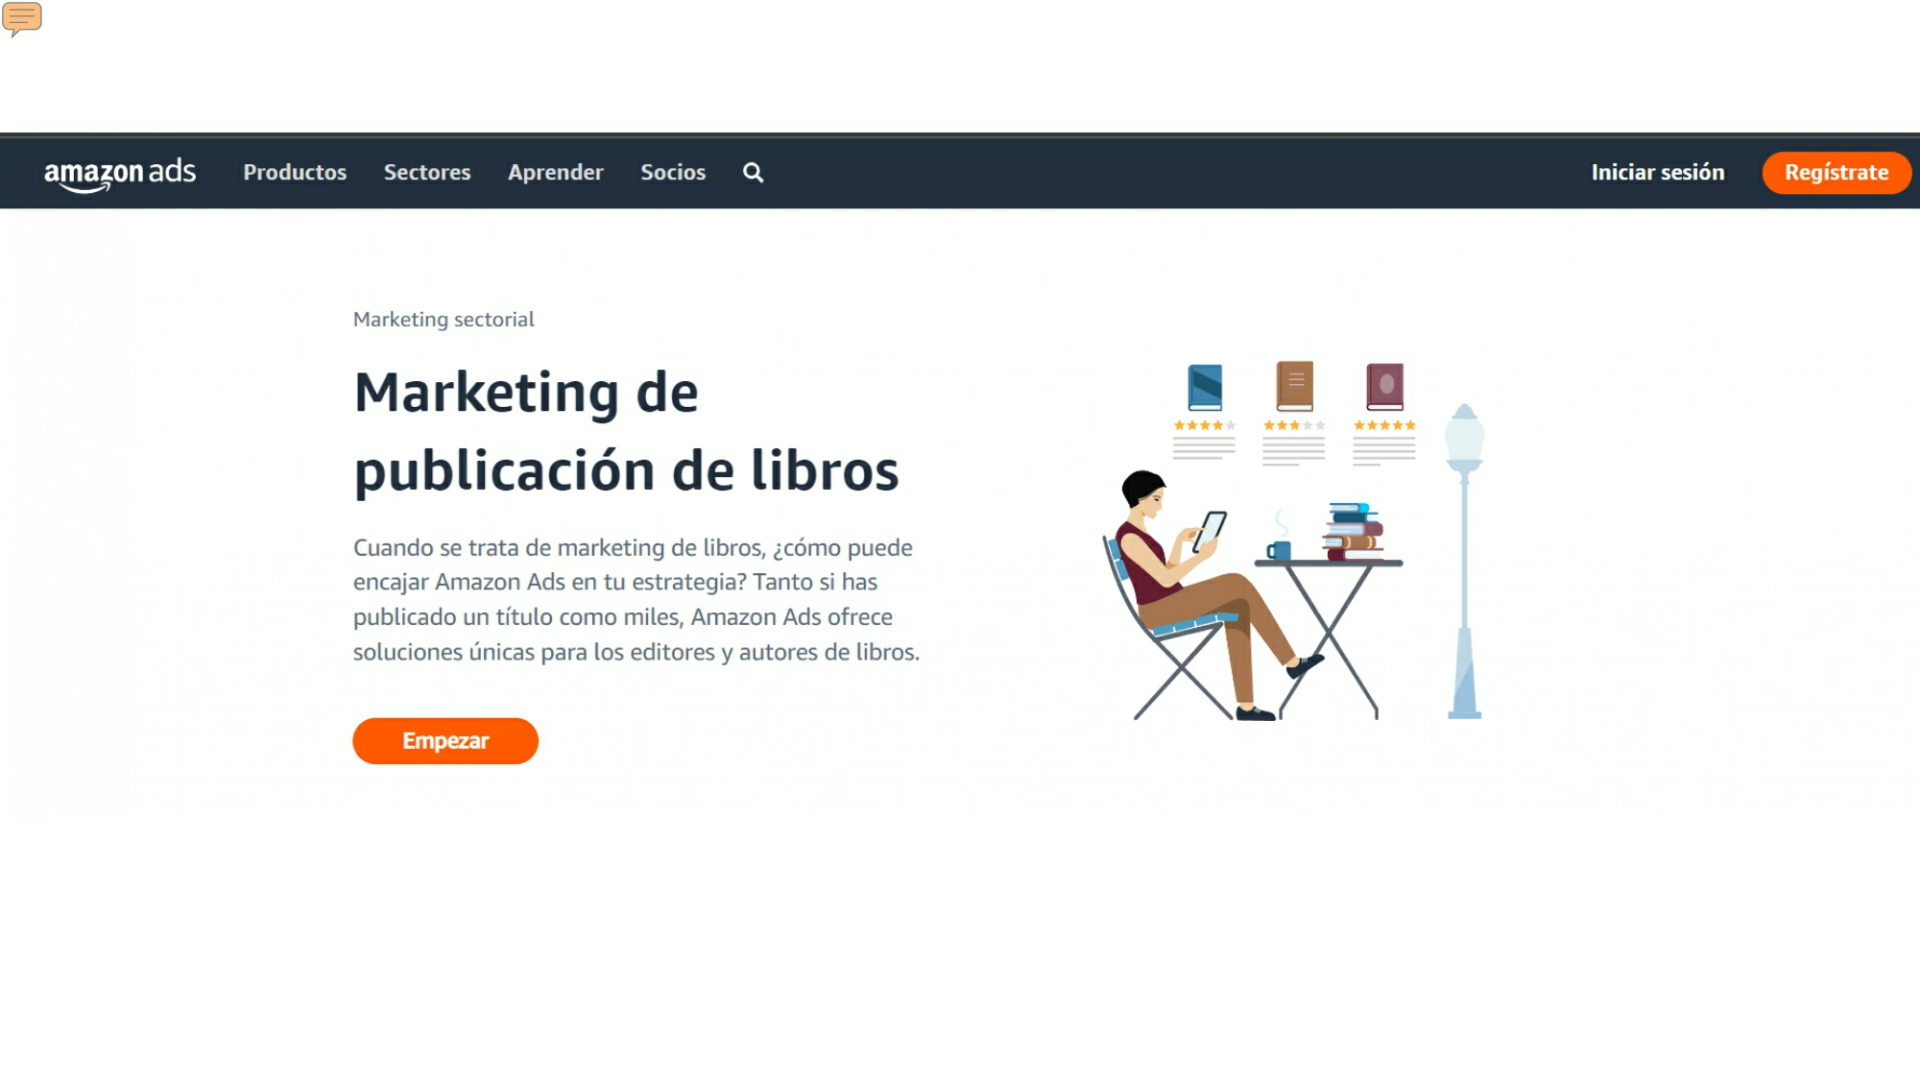 amazon ads Productos Sectores Aprender Socios Iniciar sesión Regístrate
Marketing sectorial
Marketing de
publicación de libros
Cuando se trata de marketing de libros, ¿cómo puede
encajar Amazon Ads en tu estrategia? Tanto si has
publicado un título como miles, Amazon Ads ofrece
soluciones únicas para los editores y autores de libros.
Empezar